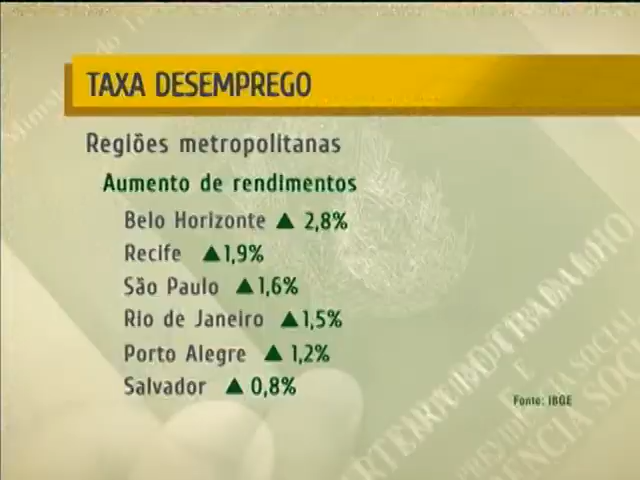 TAXA DESEMPREGO
Regiões metropolitanas
Aumento de rendimentos
Belo Horizonte ▲ 2,8%
Recife ▲ 1,9%
São Paulo ▲ 1,6%
Rio de Janeiro ▲ 1,5%
Porto Alegre ▲ 1,2%
Salvador ▲ 0,8%
Fonte: IBGE